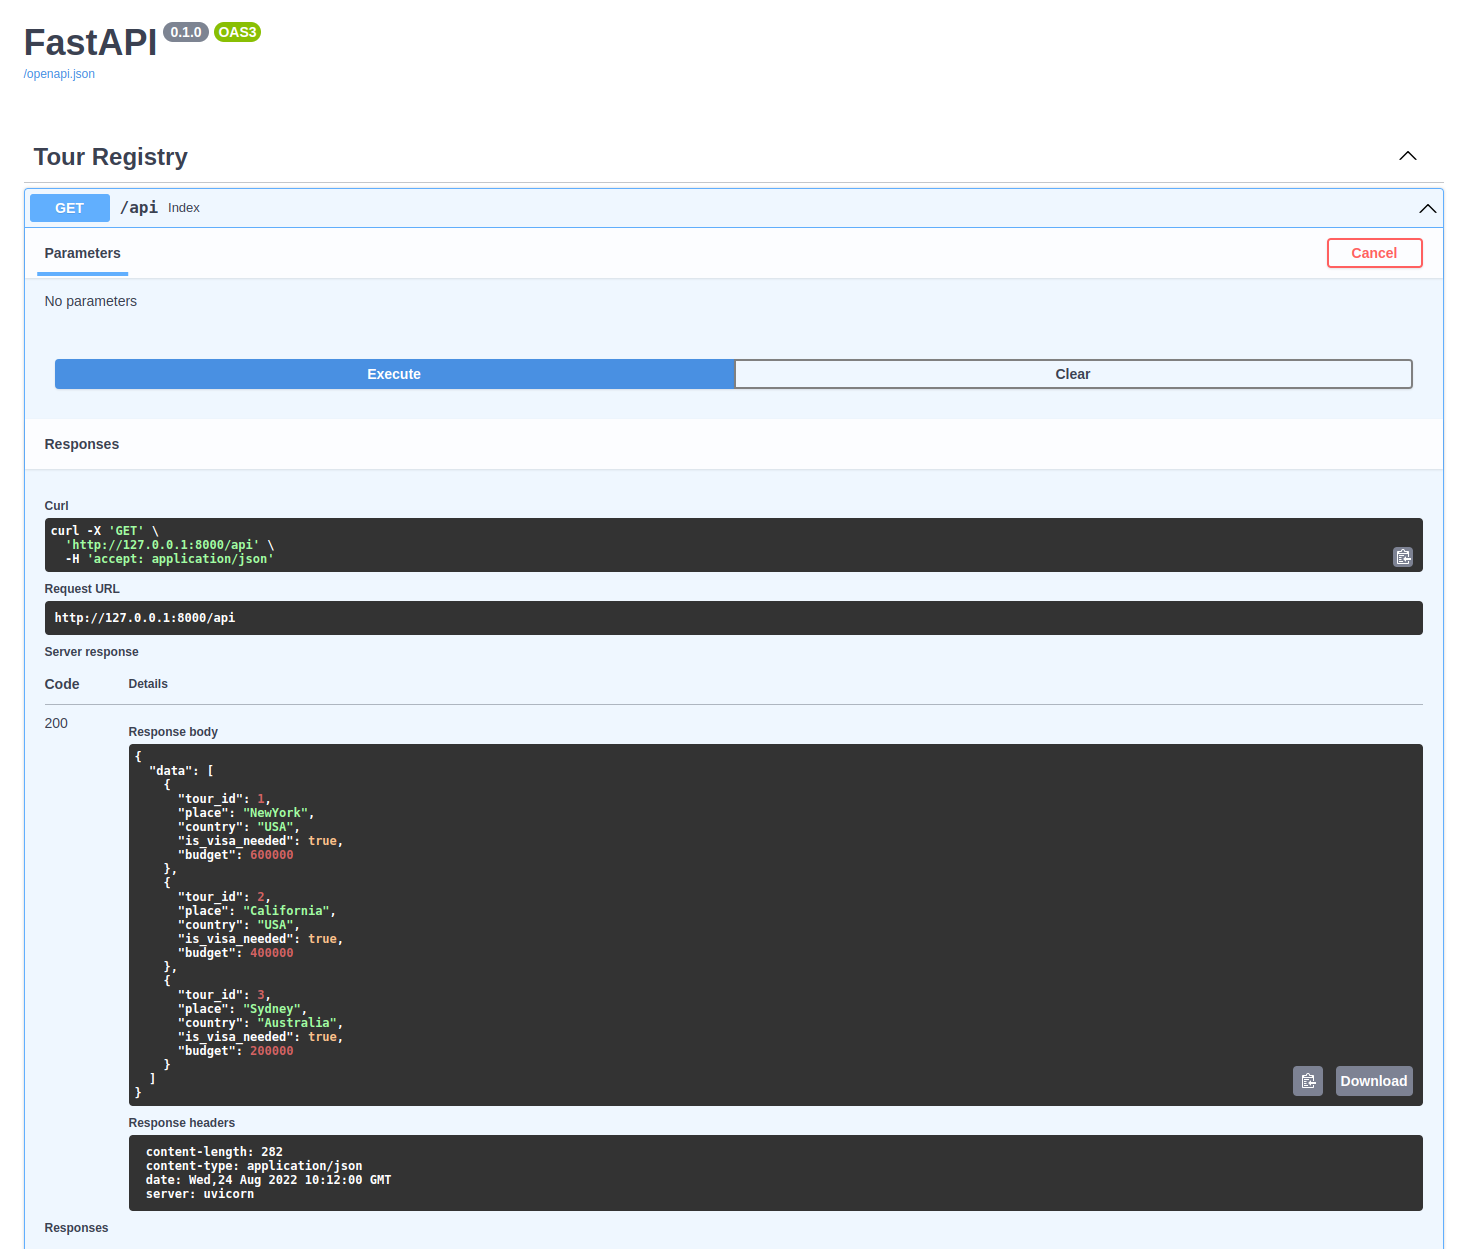 FastAPI 0.1.0 OAS3
/openapi.json
Tour Registry
GET /api Index
Parameters Cancel
No parameters
Execute Clear
Responses
Curl
curl -X 'GET' \
  'http://127.0.0.1:8000/api' \
  -H 'accept: application/json'
Request URL
http://127.0.0.1:8000/api
Server response
Code Details
200
Response body
{
  "data": [
    {
      "tour_id": 1,
      "place": "NewYork",
      "country": "USA",
      "is_visa_needed": true,
      "budget": 600000
    },
    {
      "tour_id": 2,
      "place": "California",
      "country": "USA",
      "is_visa_needed": true,
      "budget": 400000
    },
    {
      "tour_id": 3,
      "place": "Sydney",
      "country": "Australia",
      "is_visa_needed": true,
      "budget": 200000
    }
  ]
}
Download
Response headers
content-length: 282
content-type: application/json
date: Wed,24 Aug 2022 10:12:00 GMT
server: uvicorn
Responses